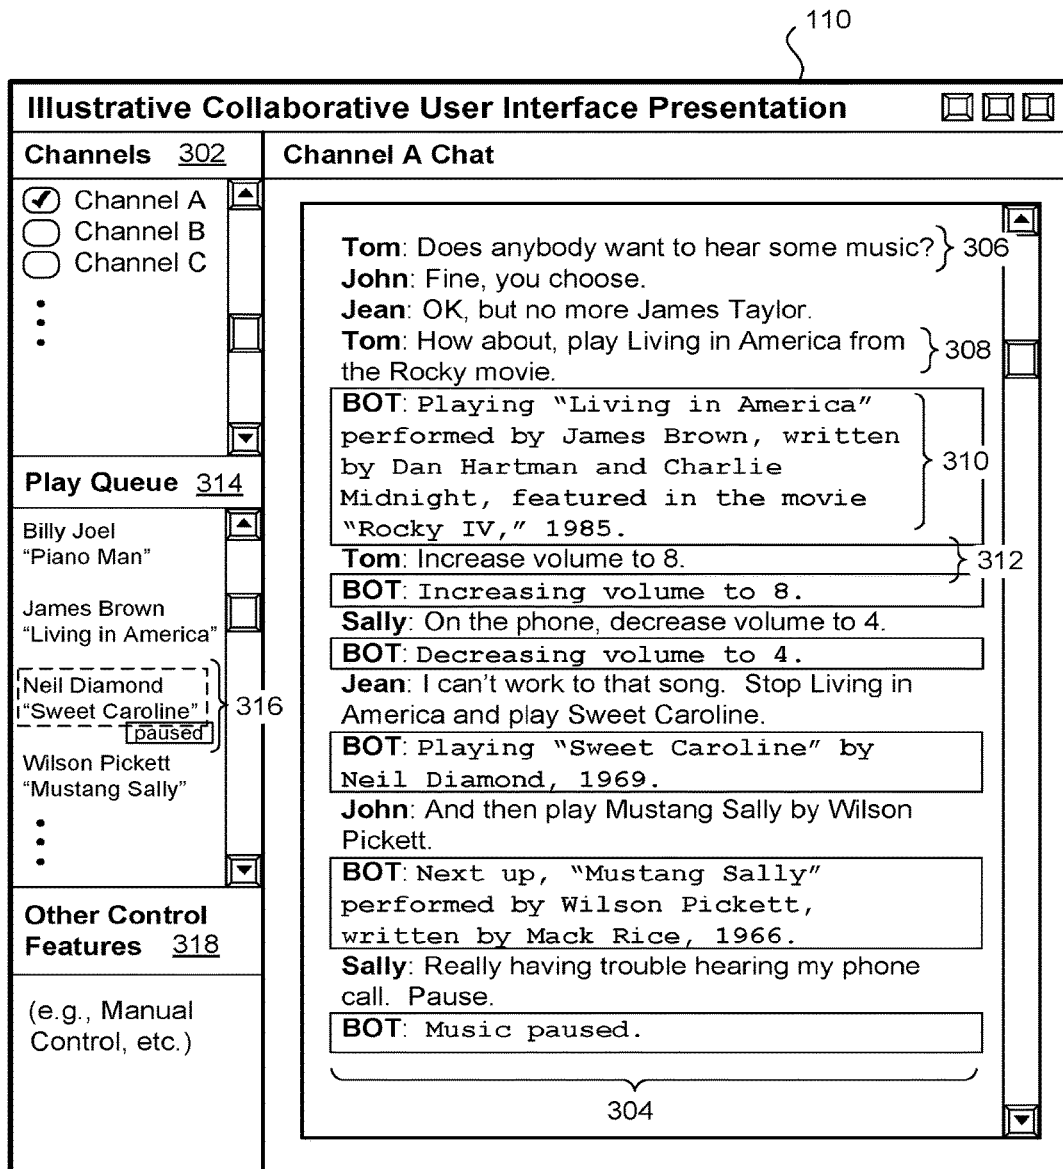 110
Illustrative Collaborative User Interface Presentation
Channels 302
Channel A
Channel B
Channel C
Play Queue 314
Billy Joel
“Piano Man”
James Brown
“Living in America”
Neil Diamond
“Sweet Caroline”
paused
316
Wilson Pickett
“Mustang Sally”
Other Control
Features 318
(e.g., Manual
Control, etc.)
Channel A Chat
Tom: Does anybody want to hear some music? 306
John: Fine, you choose.
Jean: OK, but no more James Taylor.
Tom: How about, play Living in America from
the Rocky movie.
308
BOT: Playing “Living in America”
performed by James Brown, written
by Dan Hartman and Charlie
Midnight, featured in the movie
“Rocky IV,” 1985.
310
Tom: Increase volume to 8. 312
BOT: Increasing volume to 8.
Sally: On the phone, decrease volume to 4.
BOT: Decreasing volume to 4.
Jean: I can’t work to that song. Stop Living in
America and play Sweet Caroline.
BOT: Playing “Sweet Caroline” by
Neil Diamond, 1969.
John: And then play Mustang Sally by Wilson
Pickett.
BOT: Next up, “Mustang Sally”
performed by Wilson Pickett,
written by Mack Rice, 1966.
Sally: Really having trouble hearing my phone
call. Pause.
BOT: Music paused.
304